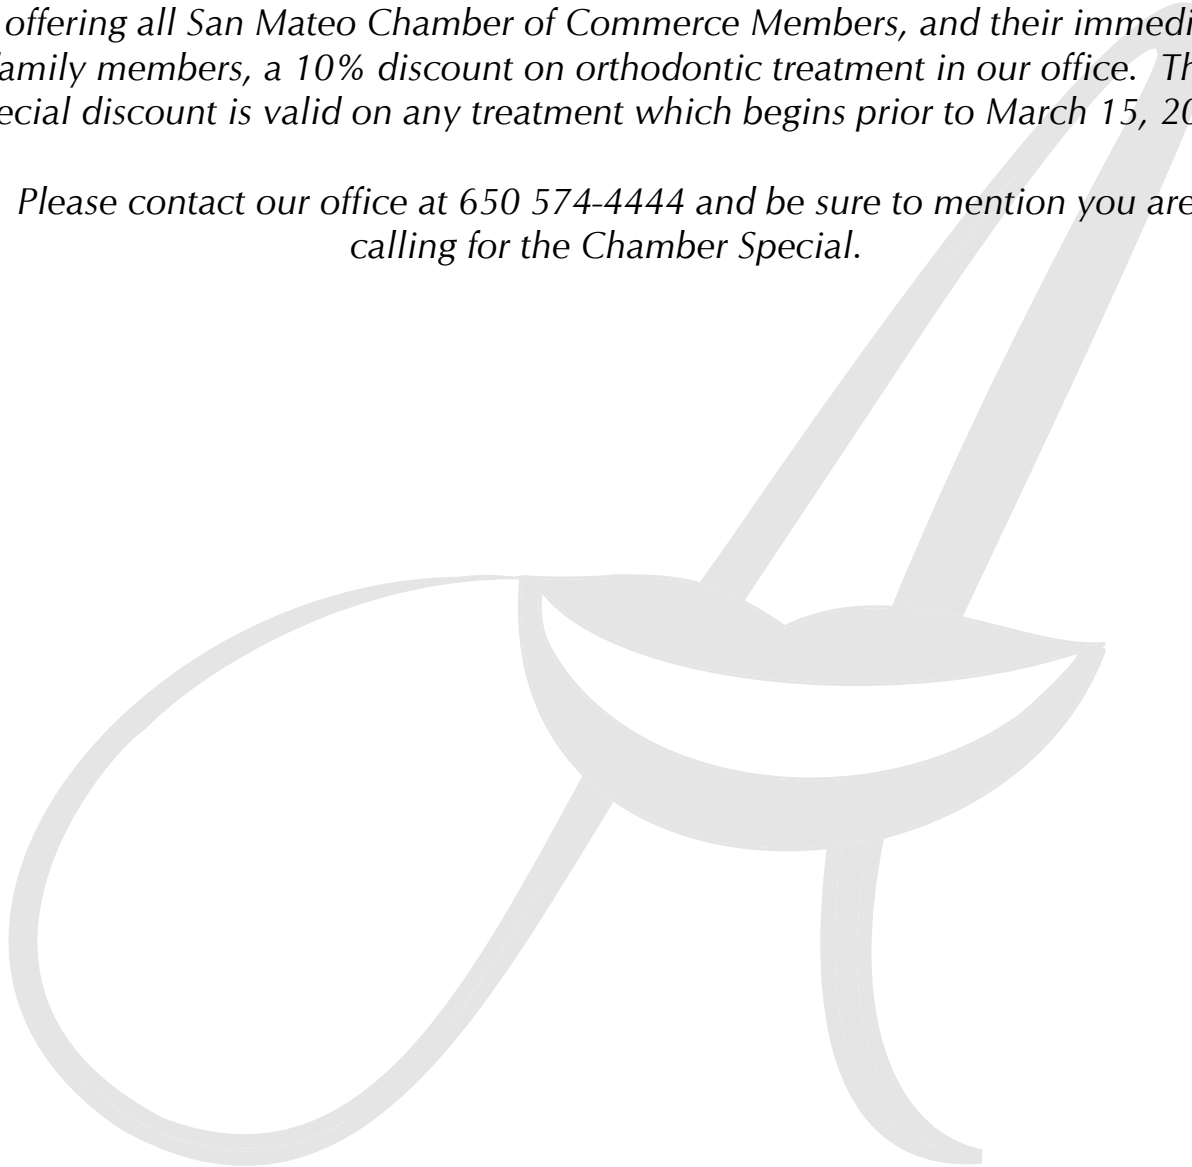 offering all San Mateo Chamber of Commerce Members, and their immedi
amily members, a 10% discount on orthodontic treatment in our office. Th
ecial discount is valid on any treatment which begins prior to March 15, 20
Please contact our office at 650 574-4444 and be sure to mention you are
calling for the Chamber Special.